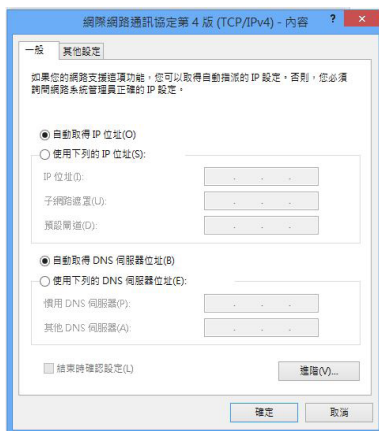 網際網路通訊協定第 4 版 (TCP/IPv4) - 內容
一般
其他設定
如果您的網路支援這項功能，您可以取得自動指派的 IP 設定。否則，您必須
詢問網路系統管理員正確的 IP 設定。
自動取得 IP 位址(O)
使用下列的 IP 位址(S):
IP 位址(I):
子網路遮罩(U):
預設閘道(D):
自動取得 DNS 伺服器位址(B)
使用下列的 DNS 伺服器位址(E):
慣用 DNS 伺服器(P):
其他 DNS 伺服器(A):
結束時確認設定(L)
進階(V)...
確定
取消